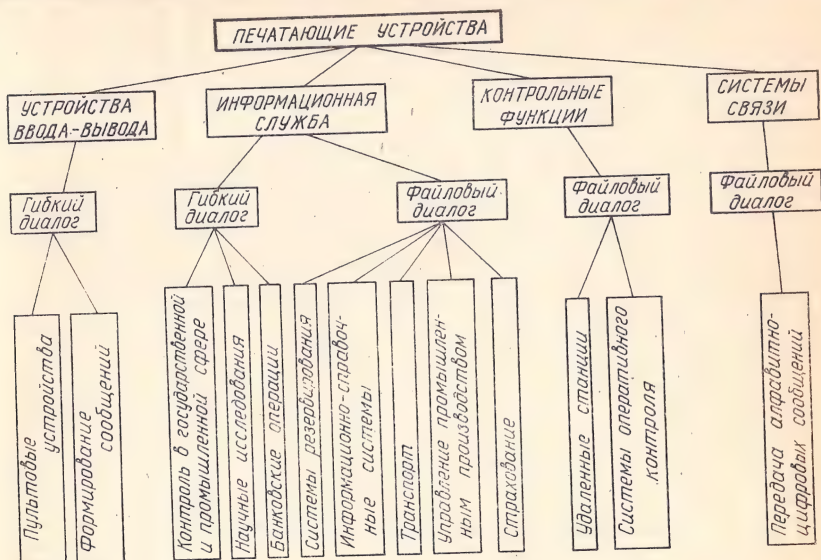 ПЕЧАТАЮЩИЕ УСТРОЙСТВА
УСТРОЙСТВА
ВВОДА-ВЫВОДА
ИНФОРМАЦИОННАЯ
СЛУЖБА
КОНТРОЛЬНЫЕ
ФУНКЦИИ
СИСТЕМЫ
СВЯЗИ
Гибкий
диалог
Гибкий
диалог
Файловый
диалог
Файловый
диалог
Файловый
диалог
Пультовые
устройства
Формирование
сообщений
Контроль в государственной
и промышленной сфере
Научные исследования
Банковские операции
Системы резервирования
Информационно-справоч-
ные системы
Транспорт
Управление промышлен-
ным производством
Страхование
Удаленные станции
Системы оперативного
контроля
Передача алфавитно-
цифровых сообщений